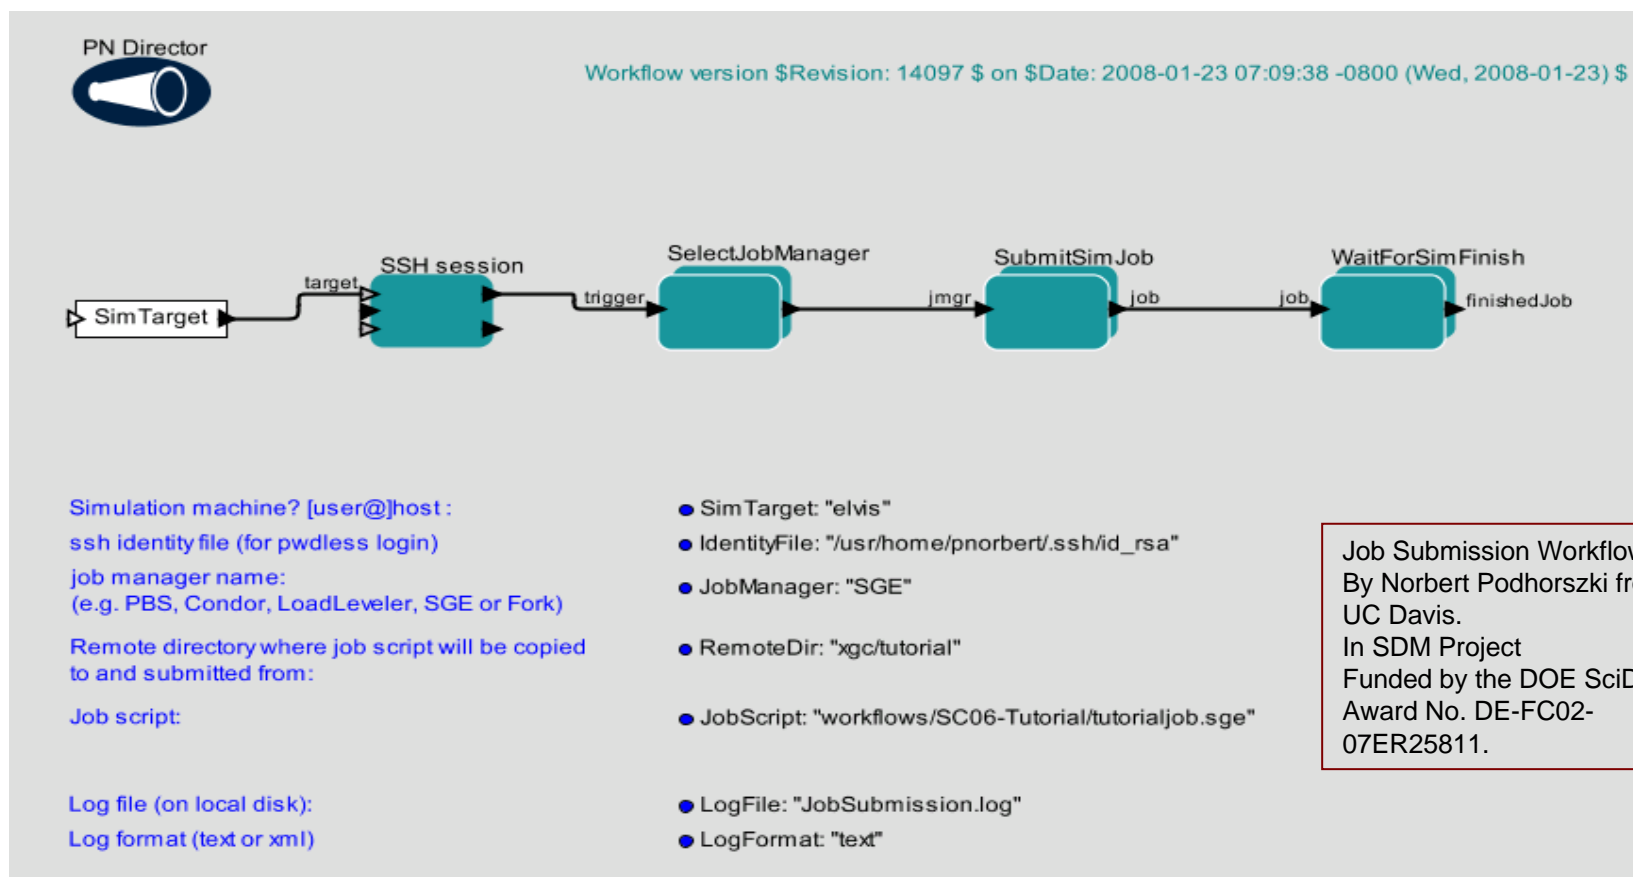 PN Director
Workflow version $Revision: 14097 $ on $Date: 2008-01-23 07:09:38 -0800 (Wed, 2008-01-23) $
SimTarget
target
SSH session
trigger
SelectJobManager
jmgr
SubmitSimJob
job
job
WaitForSimFinish
finishedJob
Simulation machine? [user@]host :
SimTarget: "elvis"
ssh identity file (for pwdless login)
IdentityFile: "/usr/home/pnorbert/.ssh/id_rsa"
job manager name:
(e.g. PBS, Condor, LoadLeveler, SGE or Fork)
JobManager: "SGE"
Remote directory where job script will be copied
to and submitted from:
RemoteDir: "xgc/tutorial"
Job script:
JobScript: "workflows/SC06-Tutorial/tutorialjob.sge"
Log file (on local disk):
LogFile: "JobSubmission.log"
Log format (text or xml)
LogFormat: "text"
Job Submission
By Norbert Podhorszki
UC Davis.
In SDM Project
Funded by the DOE
Award No. DE-FC02-
07ER25811.